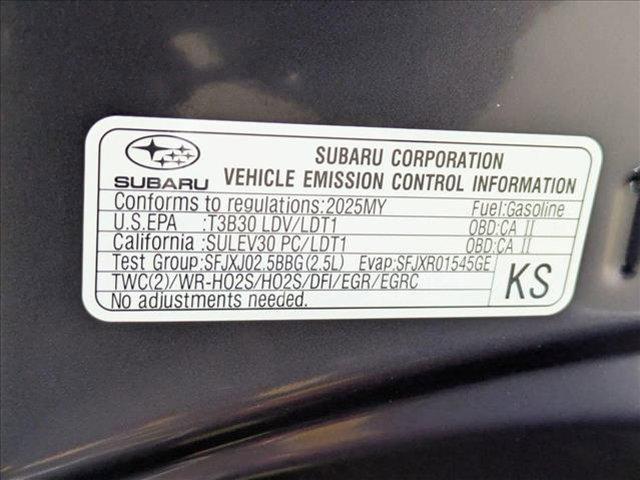 SUBARU
SUBARU CORPORATION
VEHICLE EMISSION CONTROL INFORMATION
Conforms to regulations:2025MY Fuel:Gasoline
U.S.EPA :T3B30 LDV/LDT1 OBD:CA II
California :SULEV30 PC/LDT1 OBD:CA II
Test Group:SFJXJ02.5BBG(2.5L) Evap:SFJXR01545GE
TWC(2)/WR-HO2S/HO2S/DFI/EGR/EGRC
No adjustments needed.
KS